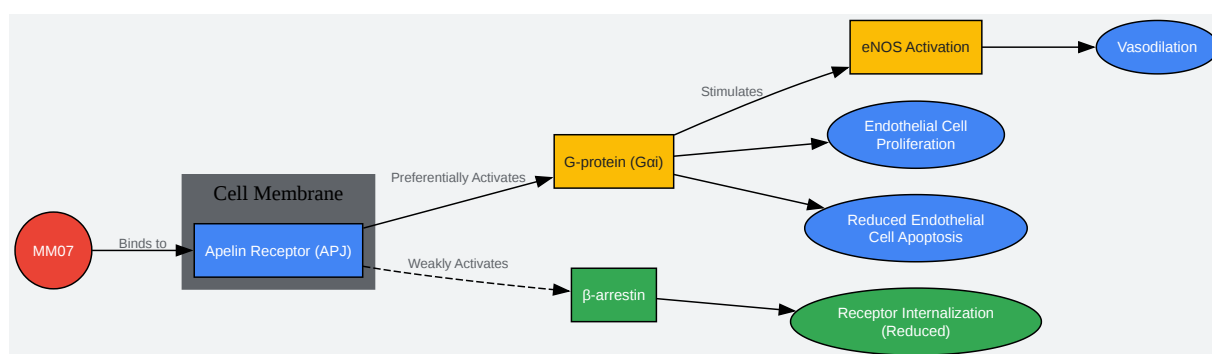 MM07
Binds to
Cell Membrane
Apelin Receptor (APJ)
Preferentially Activates
Weakly Activates
G-protein (Gαi)
β-arrestin
Stimulates
eNOS Activation
Vasodilation
Endothelial Cell
Proliferation
Reduced Endothelial
Cell Apoptosis
Receptor Internalization
(Reduced)